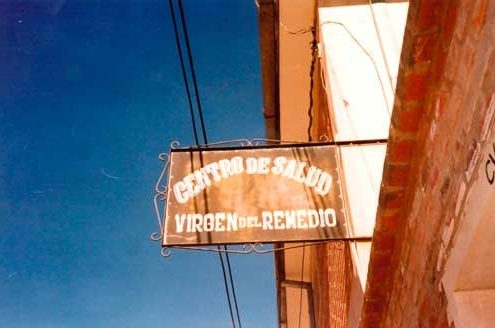 CENTRO DE SALUD
VIRGEN DEL REMEDIO